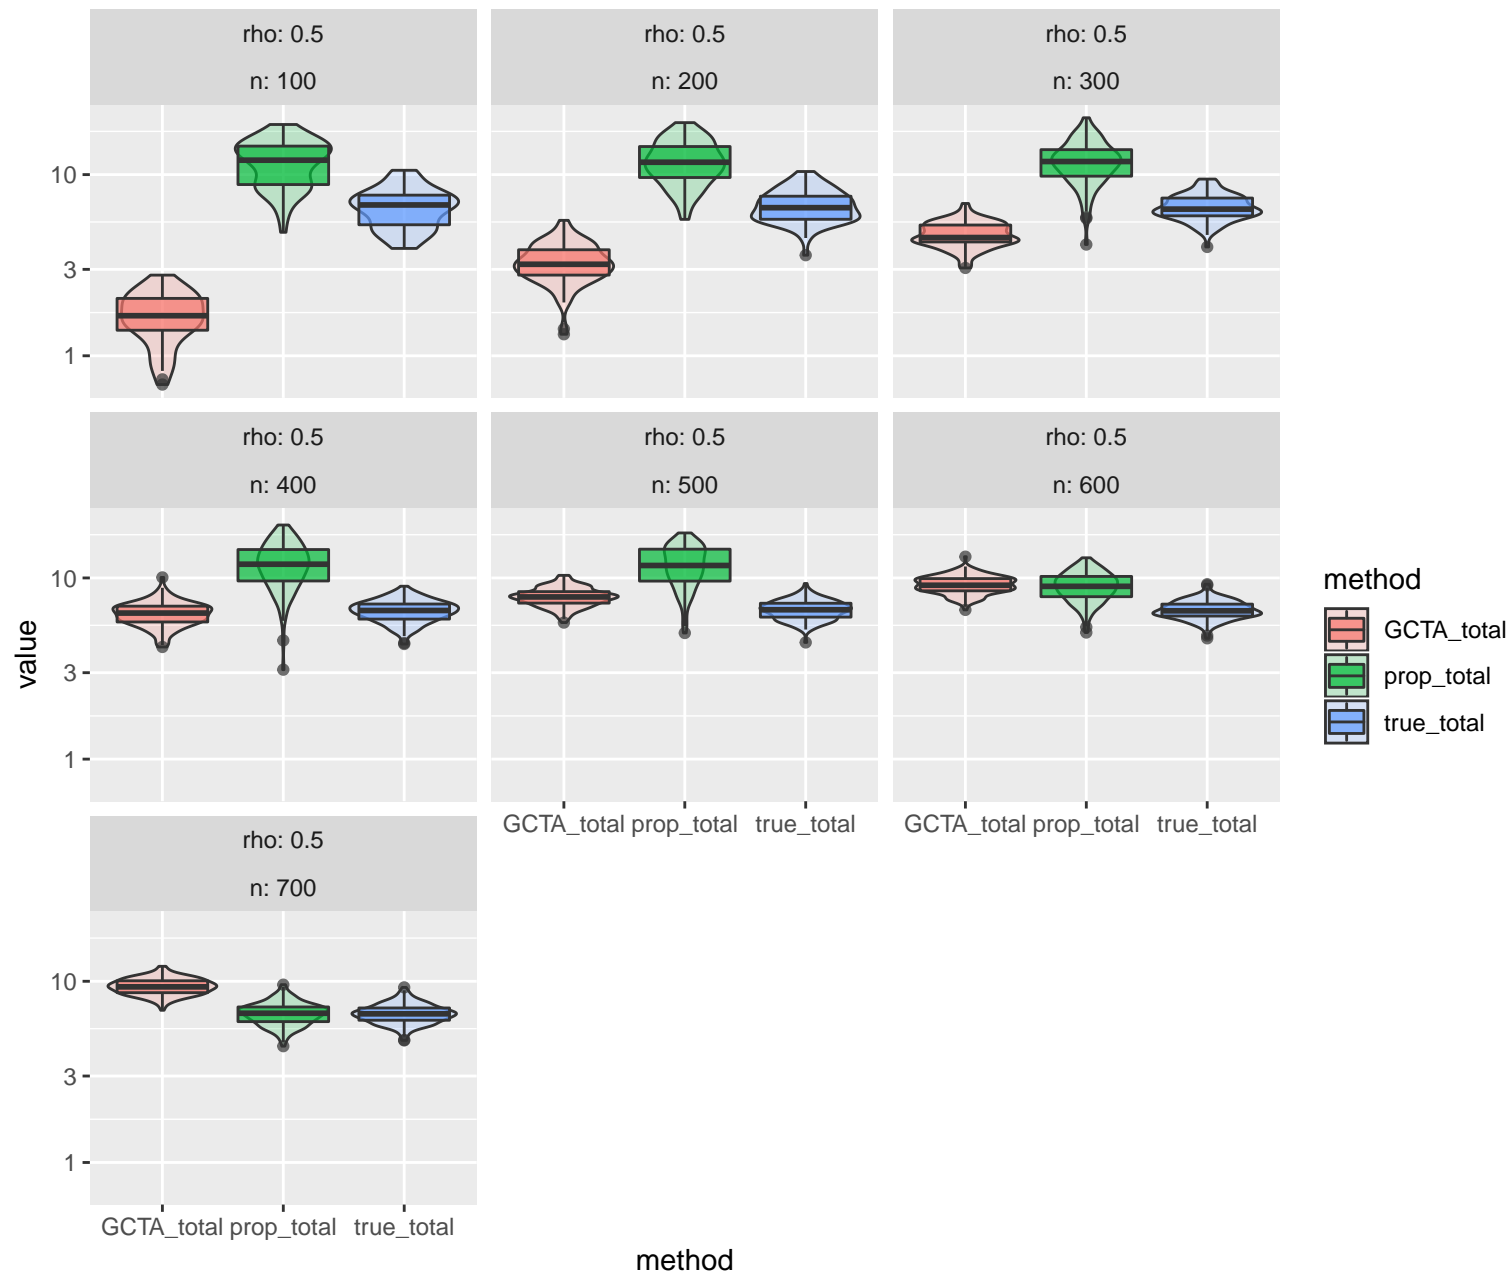 rho: 0.5
rho: 0.5
rho: 0.5
n: 100
n: 200
n: 300
10
3
1
rho: 0.5
rho: 0.5
rho: 0.5
n: 400
n: 500
n: 600
10
3
1
GCTA_total prop_total true_total
GCTA_total prop_total true_total
rho: 0.5
n: 700
10
3
1
GCTA_total prop_total true_total
method
value
method
GCTA_total
prop_total
true_total